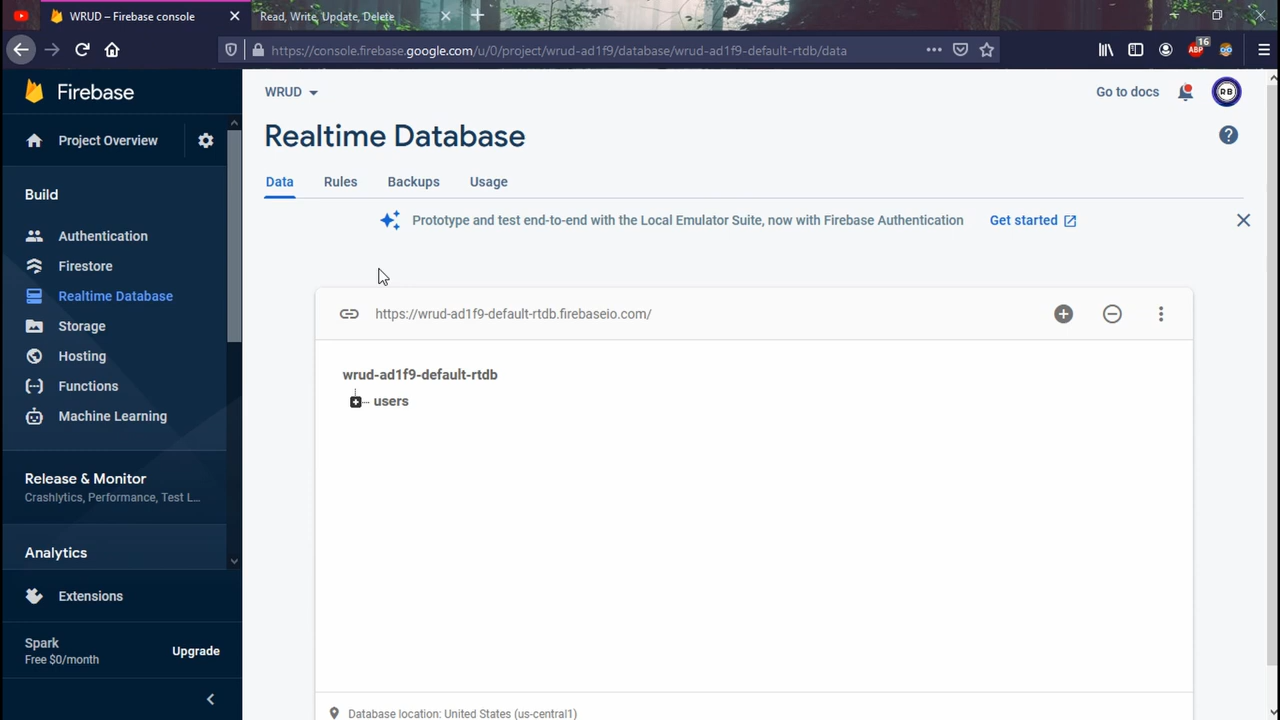 WRUD – Firebase console
Read, Write, Update, Delete
https://console.firebase.google.com/u/0/project/wrud-ad1f9/database/wrud-ad1f9-default-rtdb/data
16
ABP
Firebase
WRUD
Go to docs
RB
Project Overview
Realtime Database
Data
Rules
Backups
Usage
Build
Prototype and test end-to-end with the Local Emulator Suite, now with Firebase Authentication
Get started
Authentication
Firestore
Realtime Database
Storage
Hosting
Functions
Machine Learning
https://wrud-ad1f9-default-rtdb.firebaseio.com/
wrud-ad1f9-default-rtdb
users
Release & Monitor
Crashlytics, Performance, Test L...
Analytics
Extensions
Spark
Free $0/month
Upgrade
Database location: United States (us-central1)